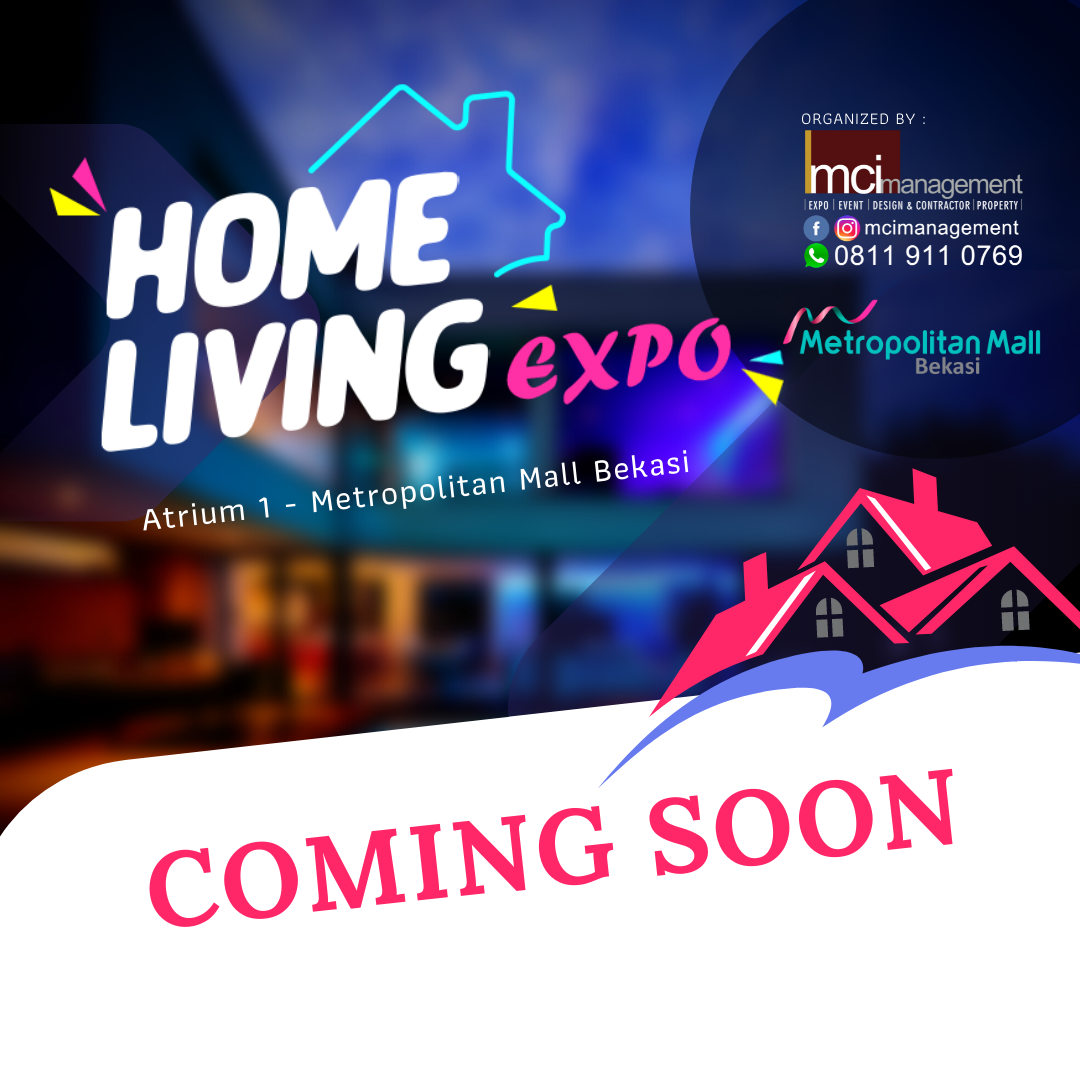 HOME
LIVING EXPO
Atrium 1 - Metropolitan Mall Bekasi
ORGANIZED BY :
mcimanagement
EXPO | EVENT | DESIGN & CONTRACTOR | PROPERTY
mcimanagement
0811 911 0769
Metropolitan Mall
Bekasi
COMING SOON